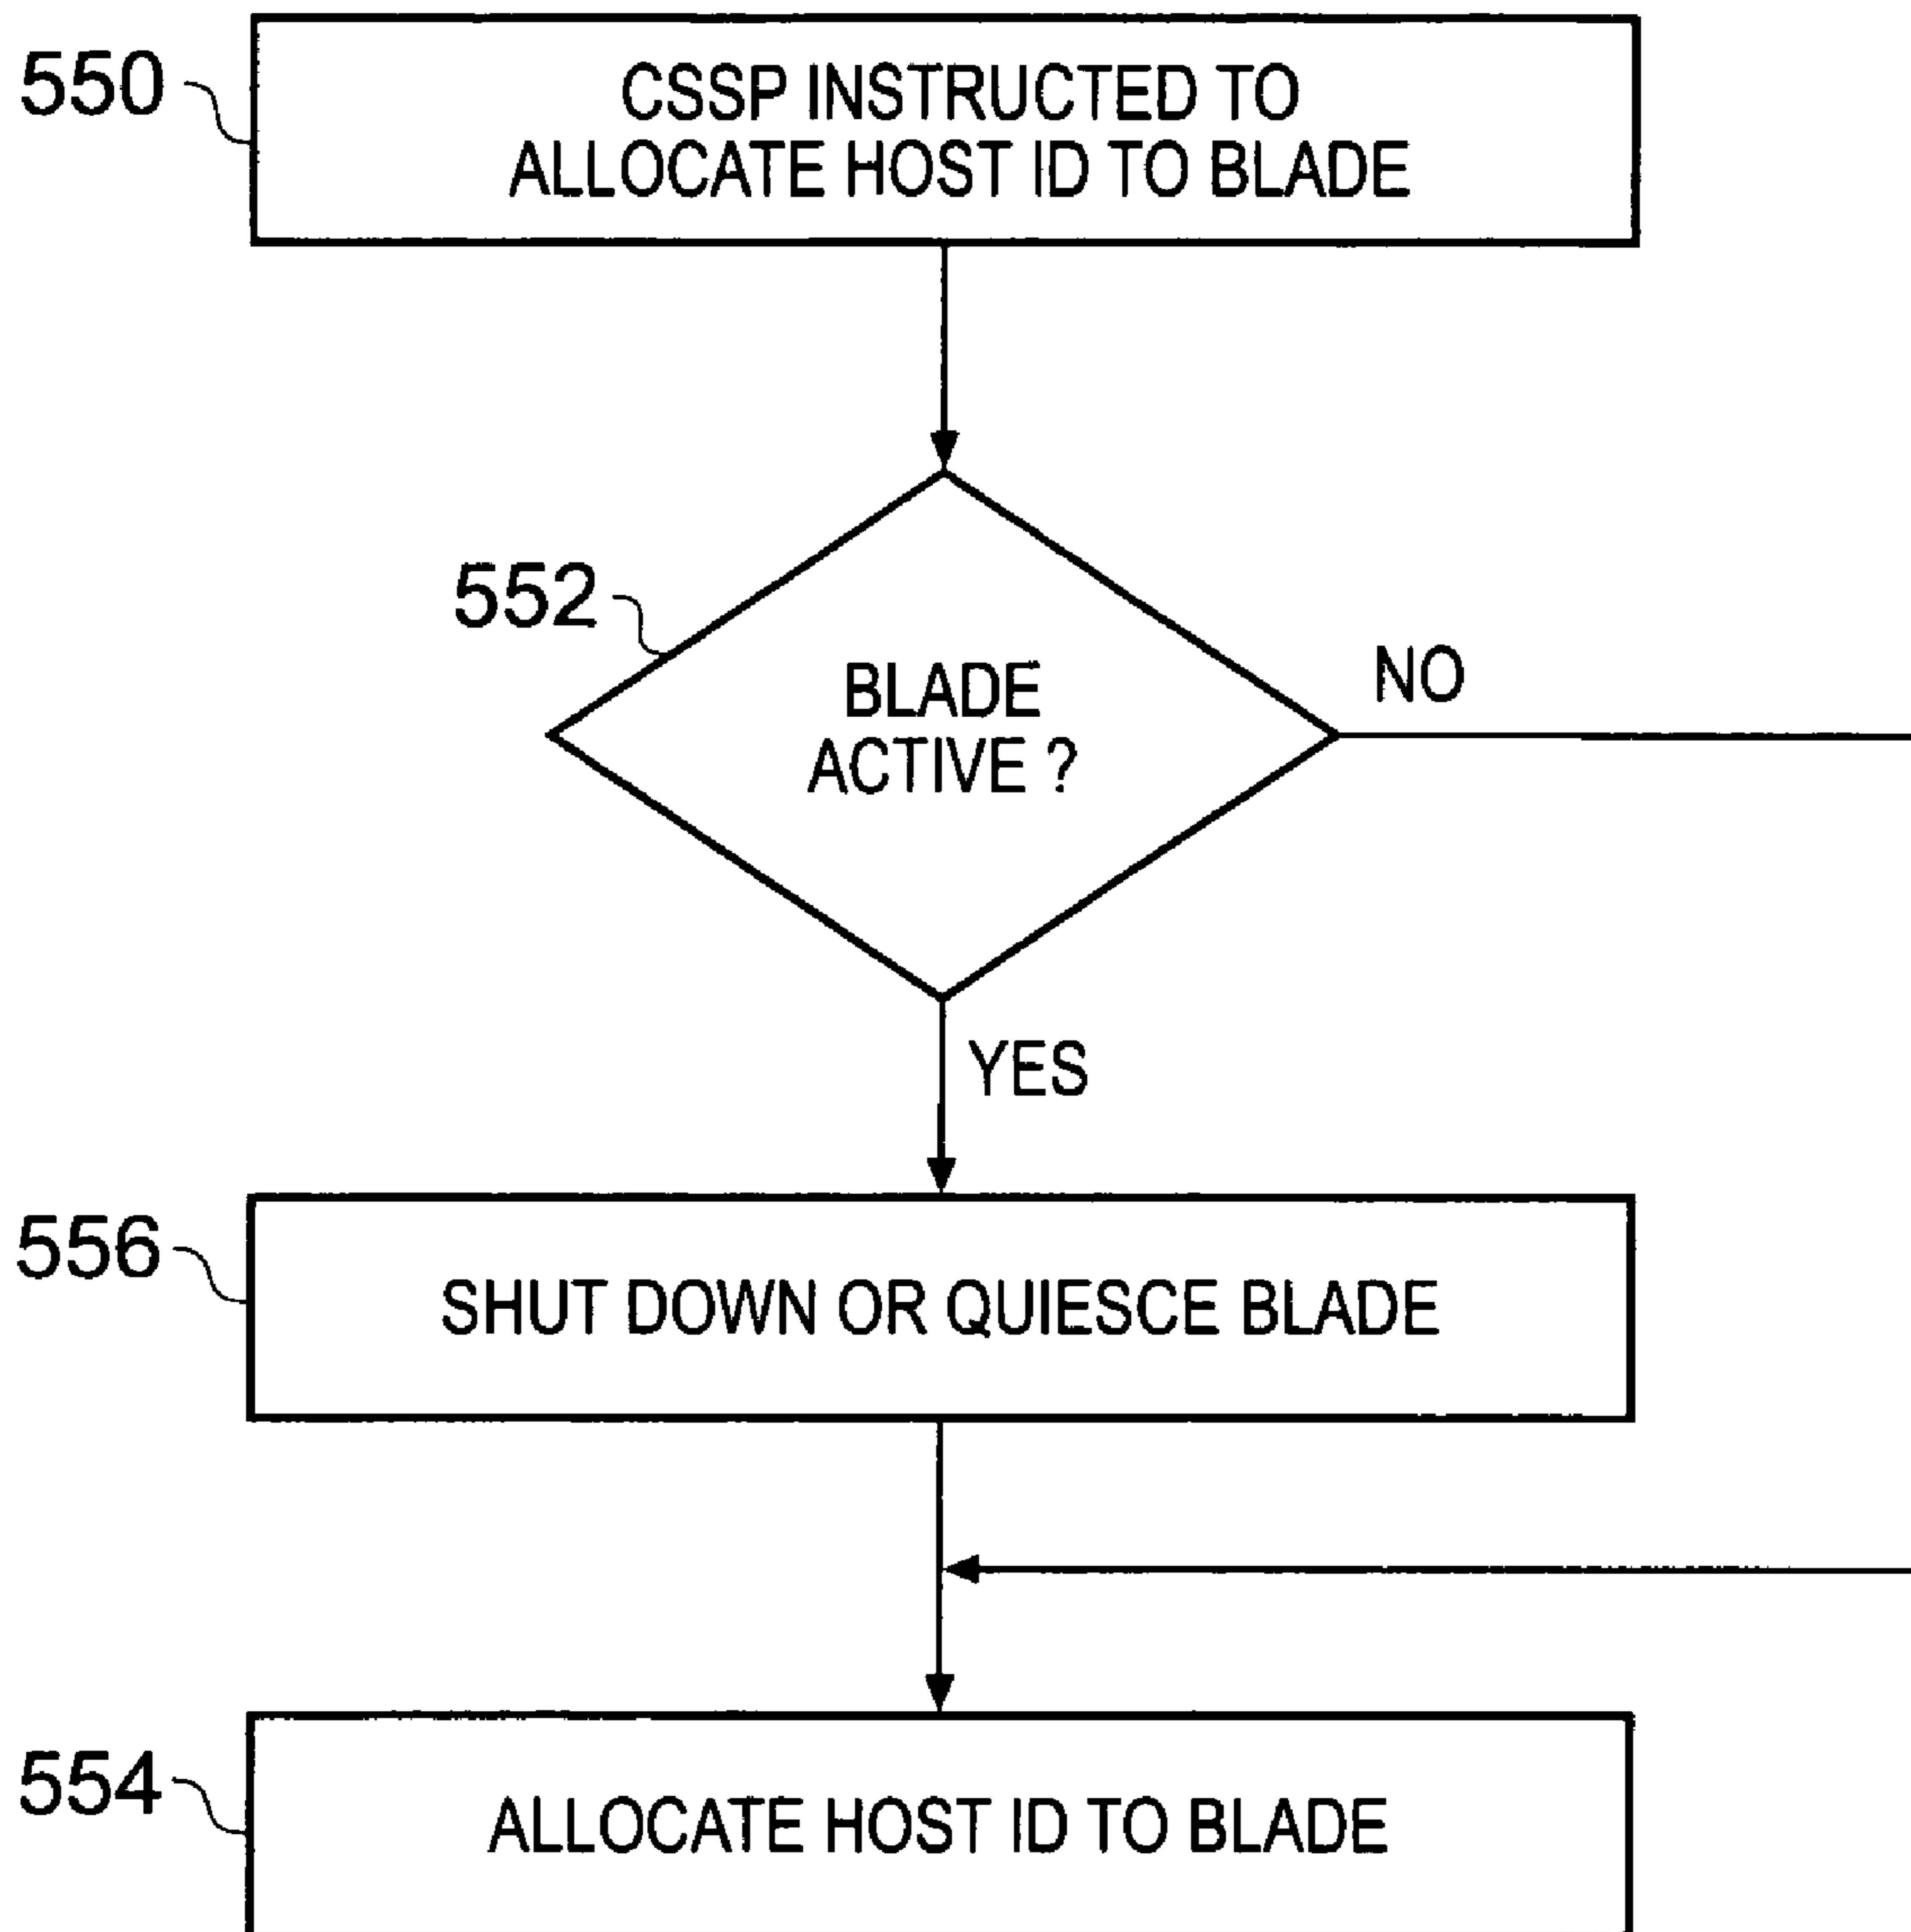 550
CSSP INSTRUCTED TO
ALLOCATE HOST ID TO BLADE
552
BLADE
ACTIVE ?
NO
YES
556
SHUT DOWN OR QUIESCE BLADE
554
ALLOCATE HOST ID TO BLADE